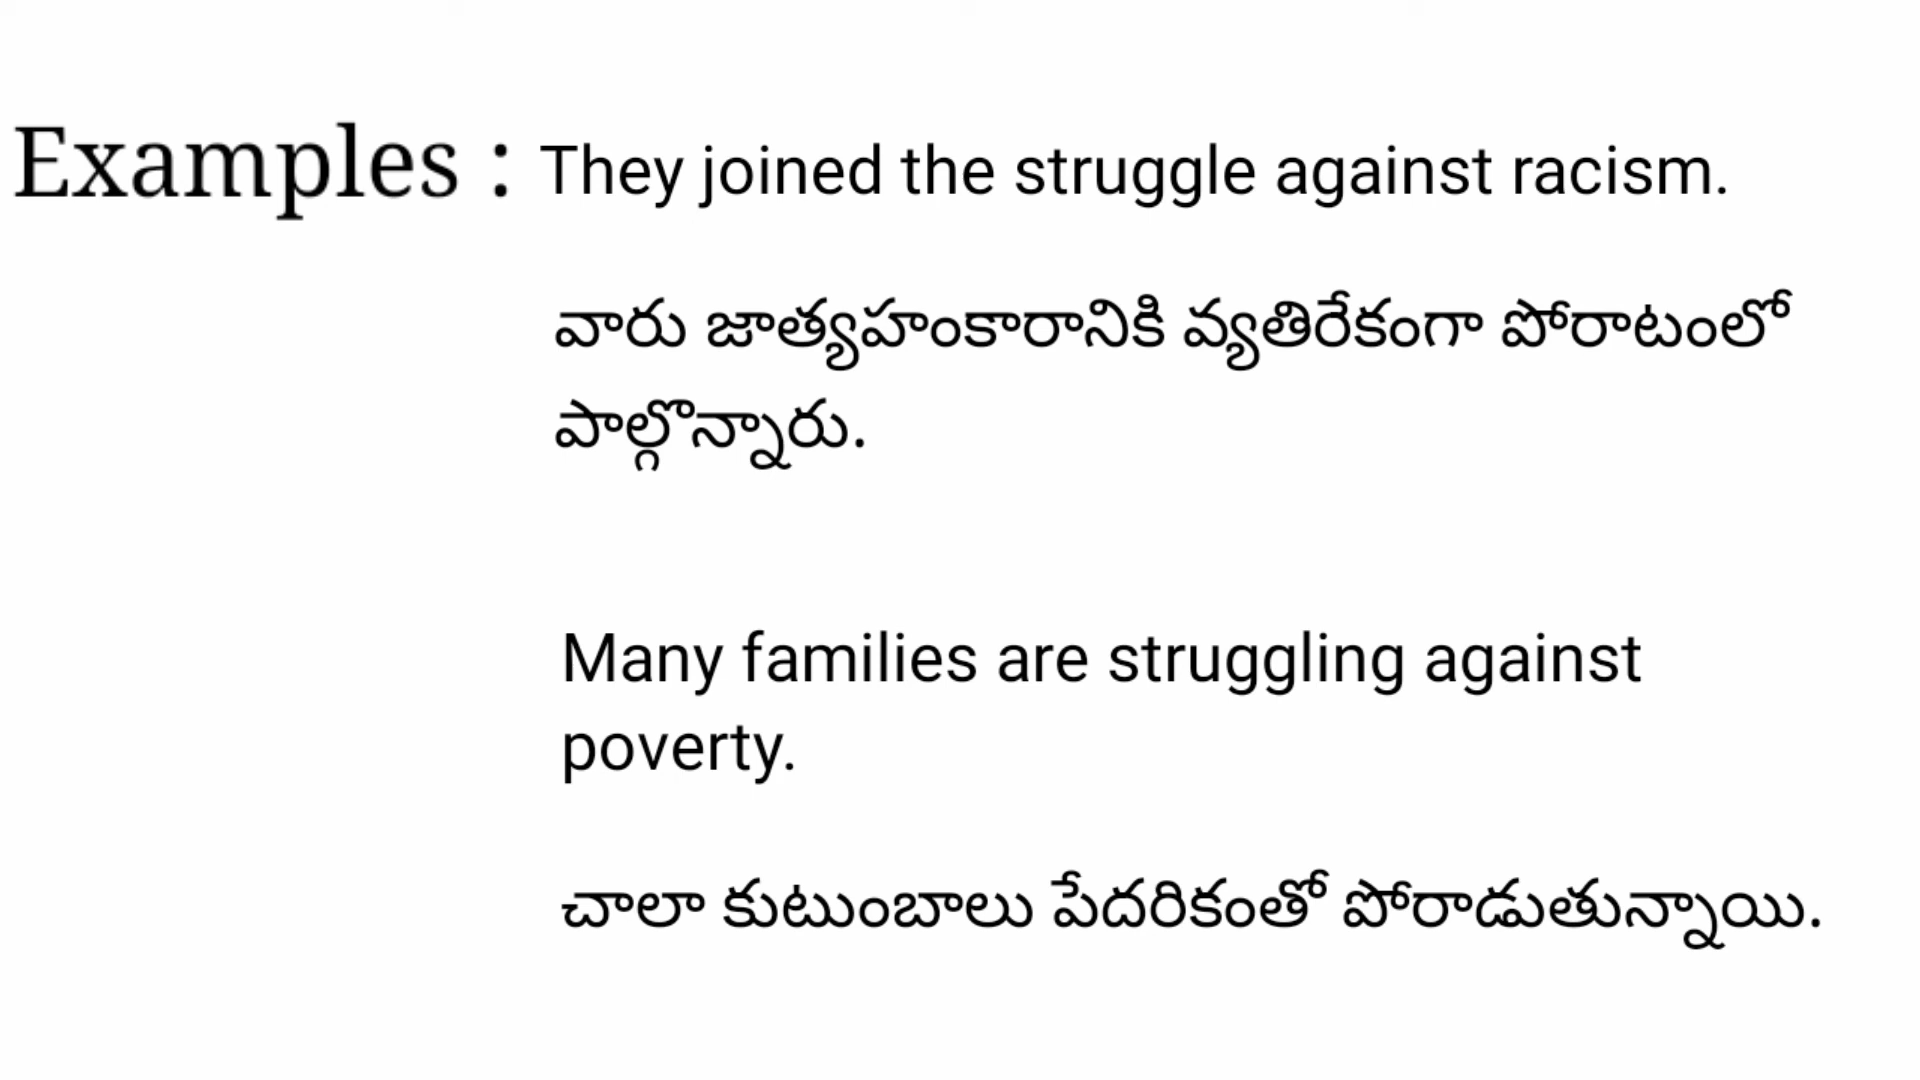 Examples : They joined the struggle against racism.
వారు జాత్యహంకారానికి వ్యతిరేకంగా పోరాటంలో
పాల్గొన్నారు.
Many families are struggling against
poverty.
చాలా కుటుంబాలు పేదరికంతో పోరాడుతున్నాయి.